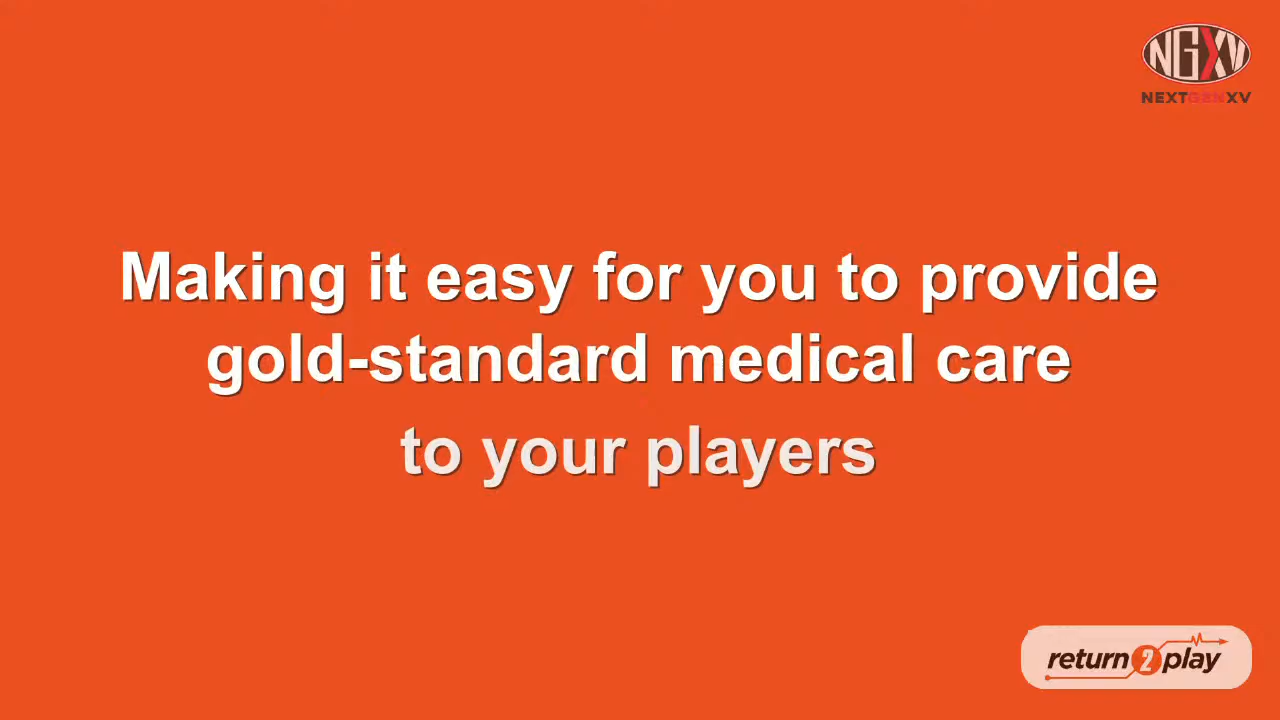 NGXV
NEXTGENXV
Making it easy for you to provide
gold-standard medical care
to your players
return2play